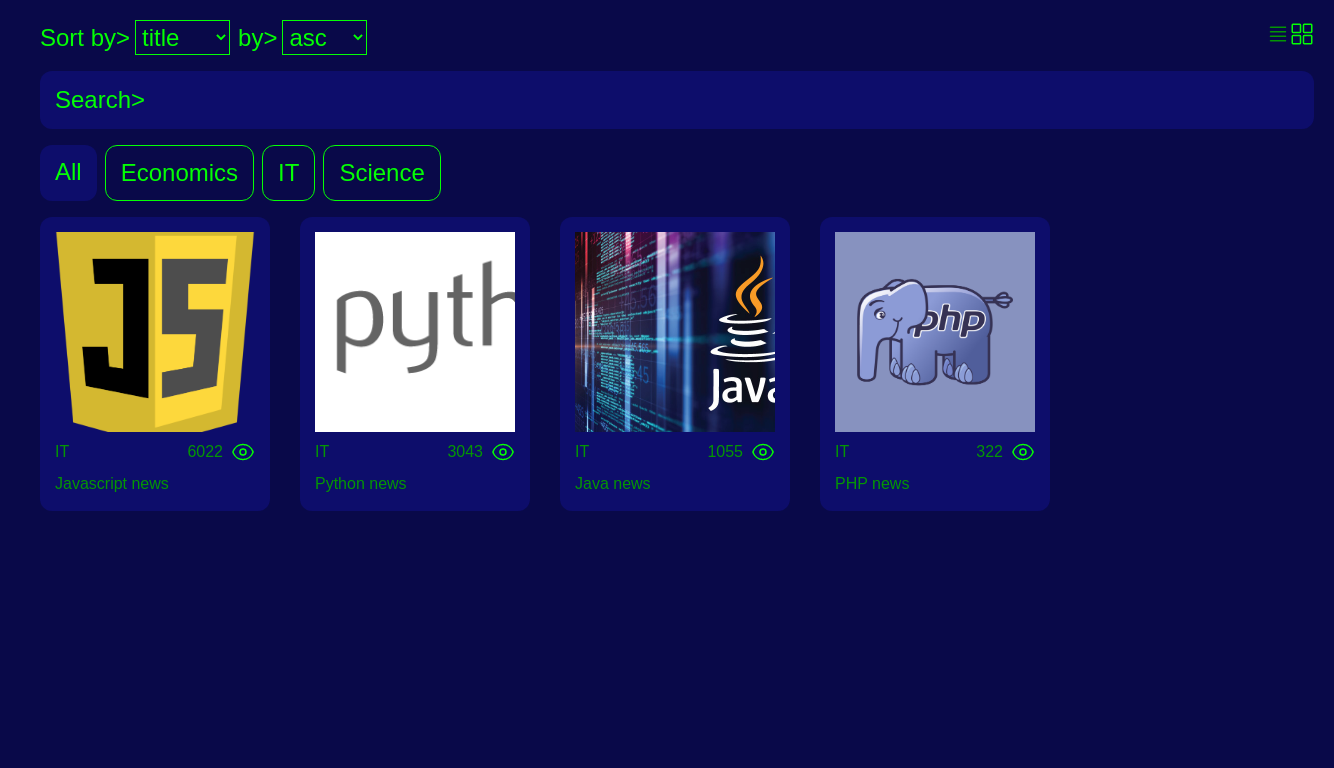 Sort by> title by> asc
Search>
All Economics IT Science
JS
pyth
Java
php
IT 6022
Javascript news
IT 3043
Python news
IT 1055
Java news
IT 322
PHP news